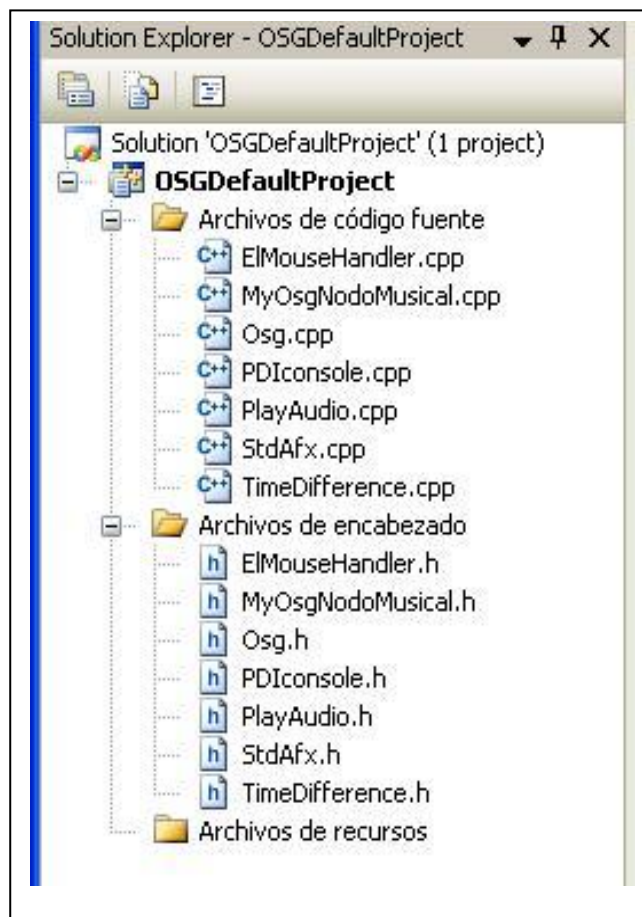 Solution Explorer - OSGDefaultProject
Solution 'OSGDefaultProject' (1 project)
OSGDefaultProject
Archivos de código fuente
ElMouseHandler.cpp
MyOsgNodoMusical.cpp
Osg.cpp
PDIconsole.cpp
PlayAudio.cpp
StdAfx.cpp
TimeDifference.cpp
Archivos de encabezado
ElMouseHandler.h
MyOsgNodoMusical.h
Osg.h
PDIconsole.h
PlayAudio.h
StdAfx.h
TimeDifference.h
Archivos de recursos